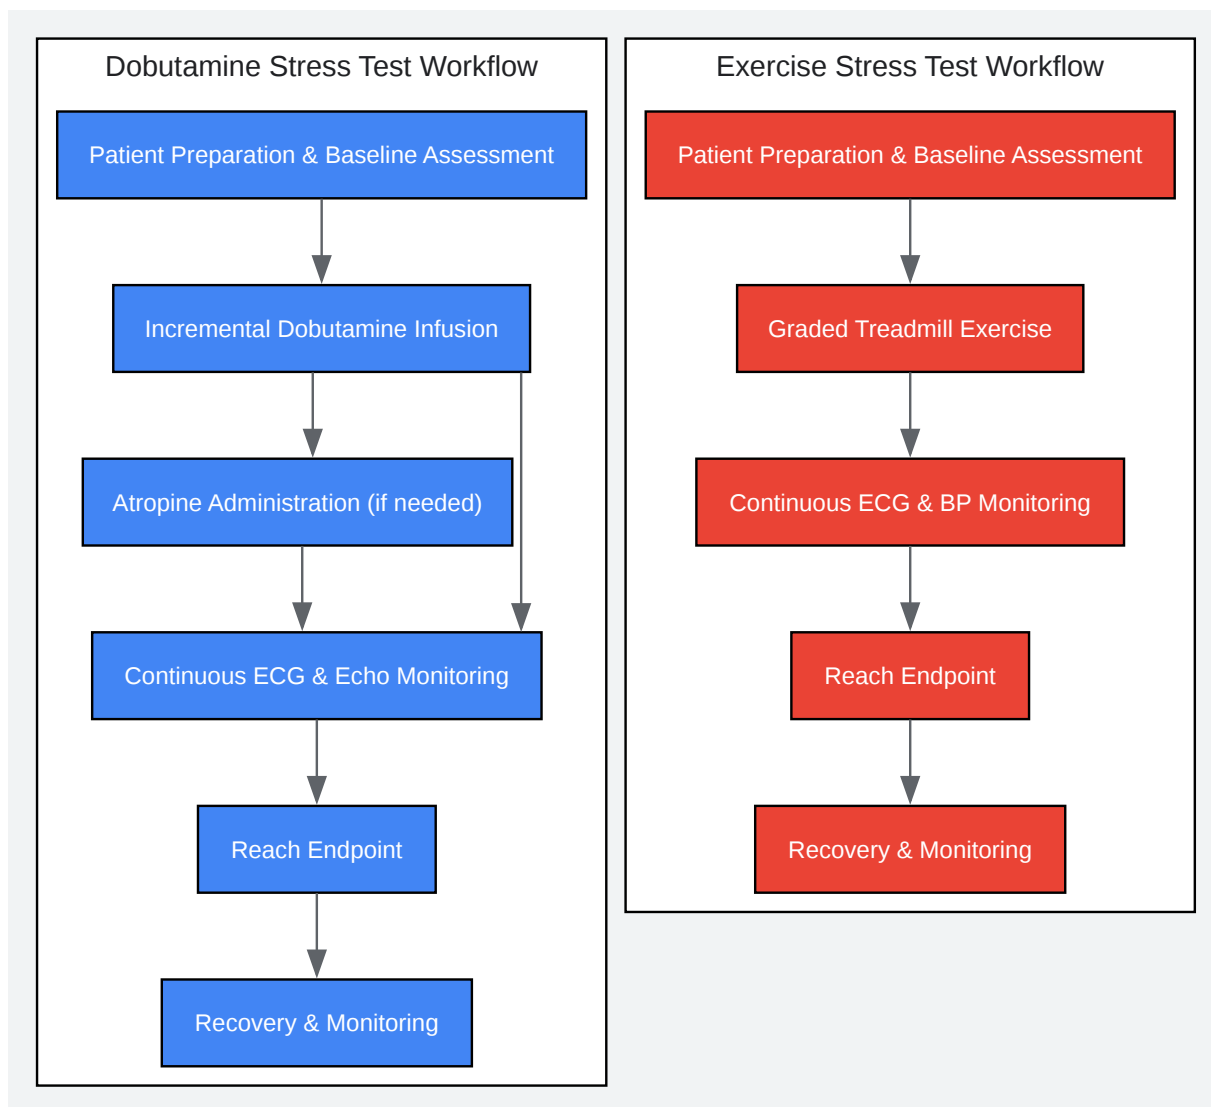 Dobutamine Stress Test Workflow
Patient Preparation & Baseline Assessment
Incremental Dobutamine Infusion
Atropine Administration (if needed)
Continuous ECG & Echo Monitoring
Reach Endpoint
Recovery & Monitoring
Exercise Stress Test Workflow
Patient Preparation & Baseline Assessment
Graded Treadmill Exercise
Continuous ECG & BP Monitoring
Reach Endpoint
Recovery & Monitoring